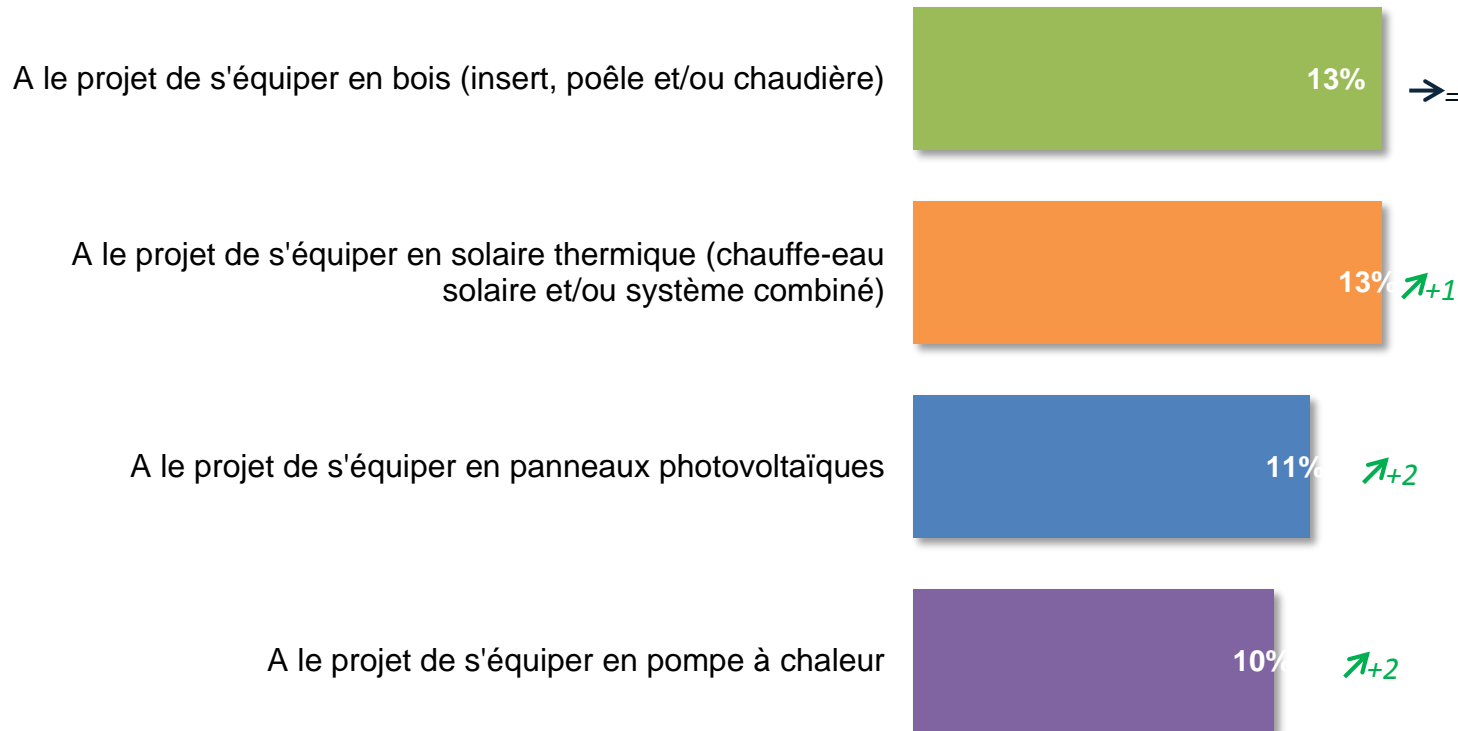 A le projet de s'équiper en bois (insert, poêle et/ou chaudière)
13%
=
A le projet de s'équiper en solaire thermique (chauffe-eau
solaire et/ou système combiné)
13%
+1
A le projet de s'équiper en panneaux photovoltaïques
11%
+2
A le projet de s'équiper en pompe à chaleur
10%
+2